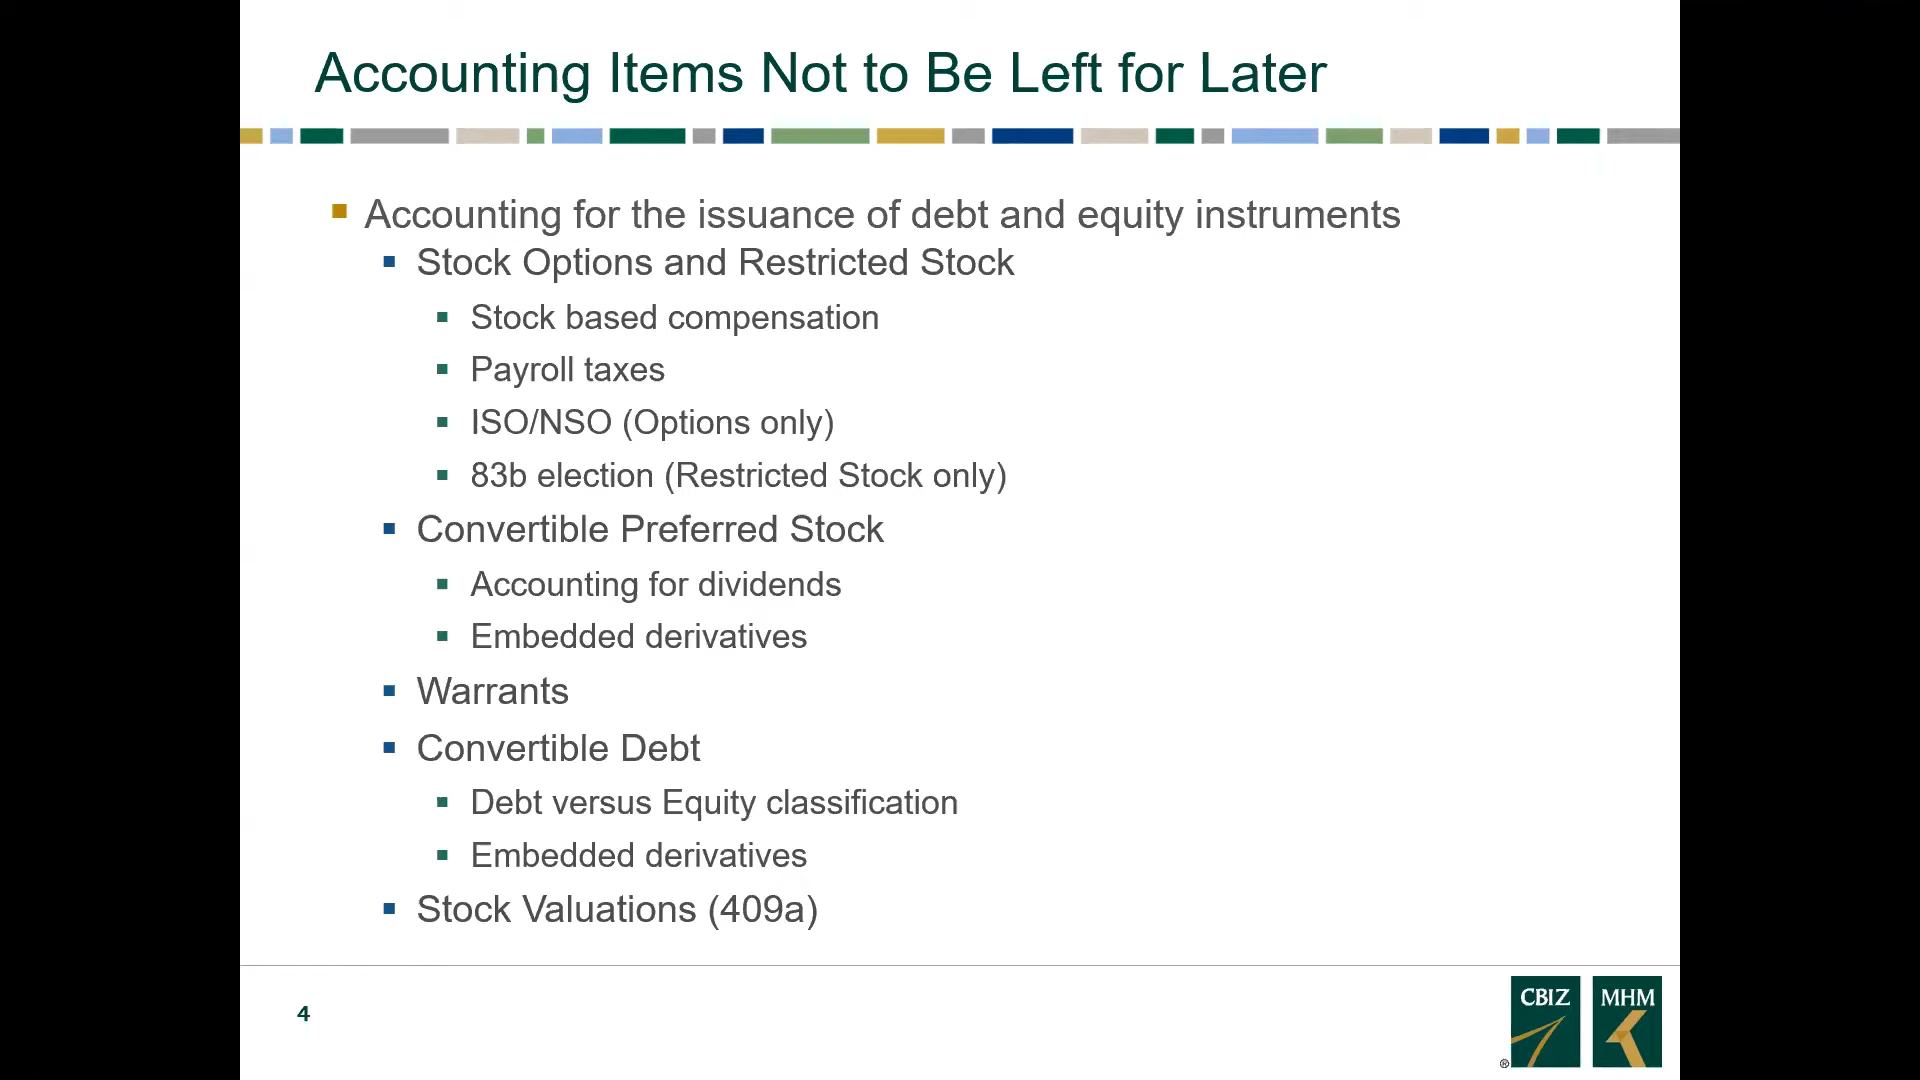 Accounting Items Not to Be Left for Later
Accounting for the issuance of debt and equity instruments
Stock Options and Restricted Stock
Stock based compensation
Payroll taxes
ISO/NSO (Options only)
83b election (Restricted Stock only)
Convertible Preferred Stock
Accounting for dividends
Embedded derivatives
Warrants
Convertible Debt
Debt versus Equity classification
Embedded derivatives
Stock Valuations (409a)
4
CBIZ MHM
®